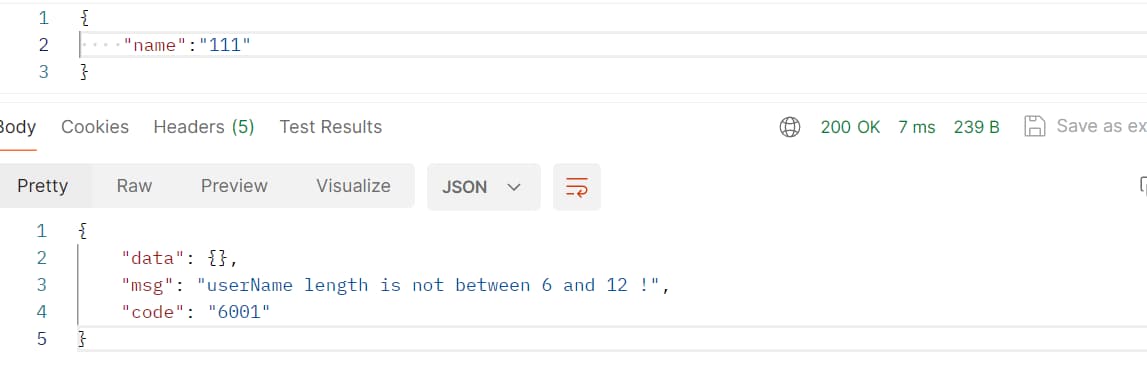 1 {
2 ····"name":"111"
3 }
Body Cookies Headers (5) Test Results 200 OK 7 ms 239 B Save as ex
Pretty Raw Preview Visualize JSON
1 {
2 "data": {},
3 "msg": "userName length is not between 6 and 12 !",
4 "code": "6001"
5 }